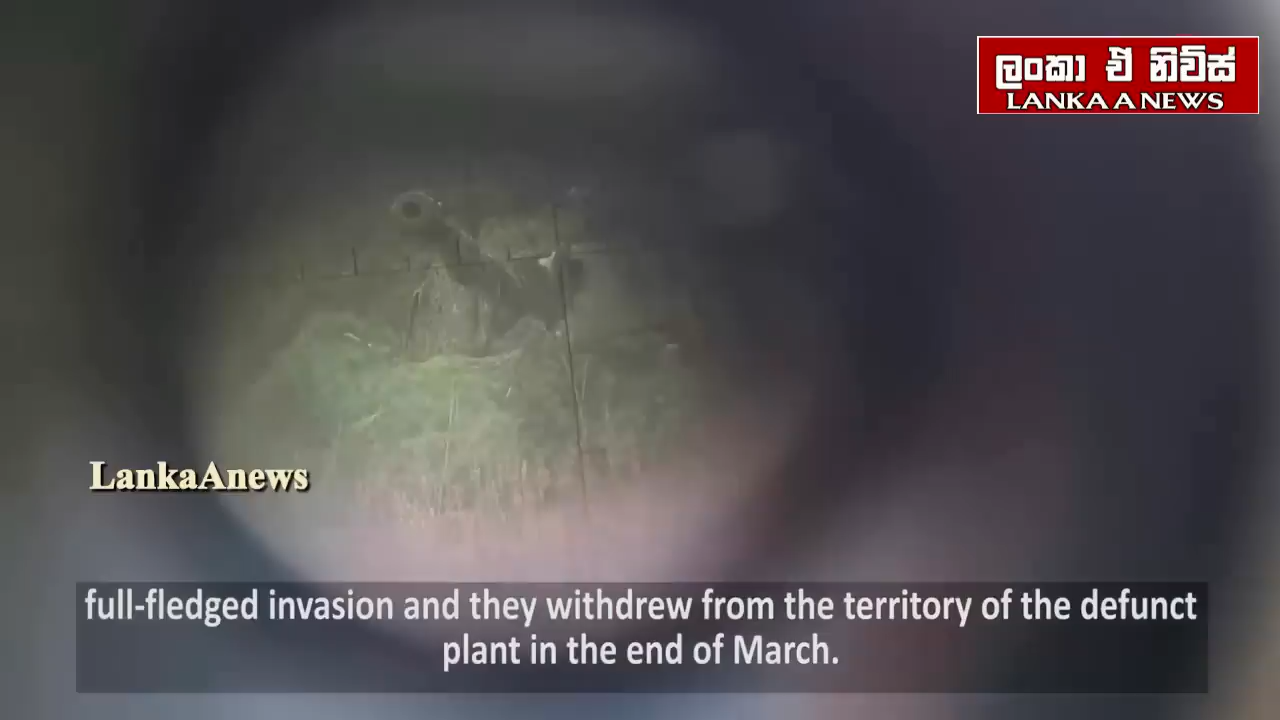 ලංකා ඒ නිව්ස්
LANKA A NEWS
LankaAnews
full-fledged invasion and they withdrew from the territory of the defunct
plant in the end of March.